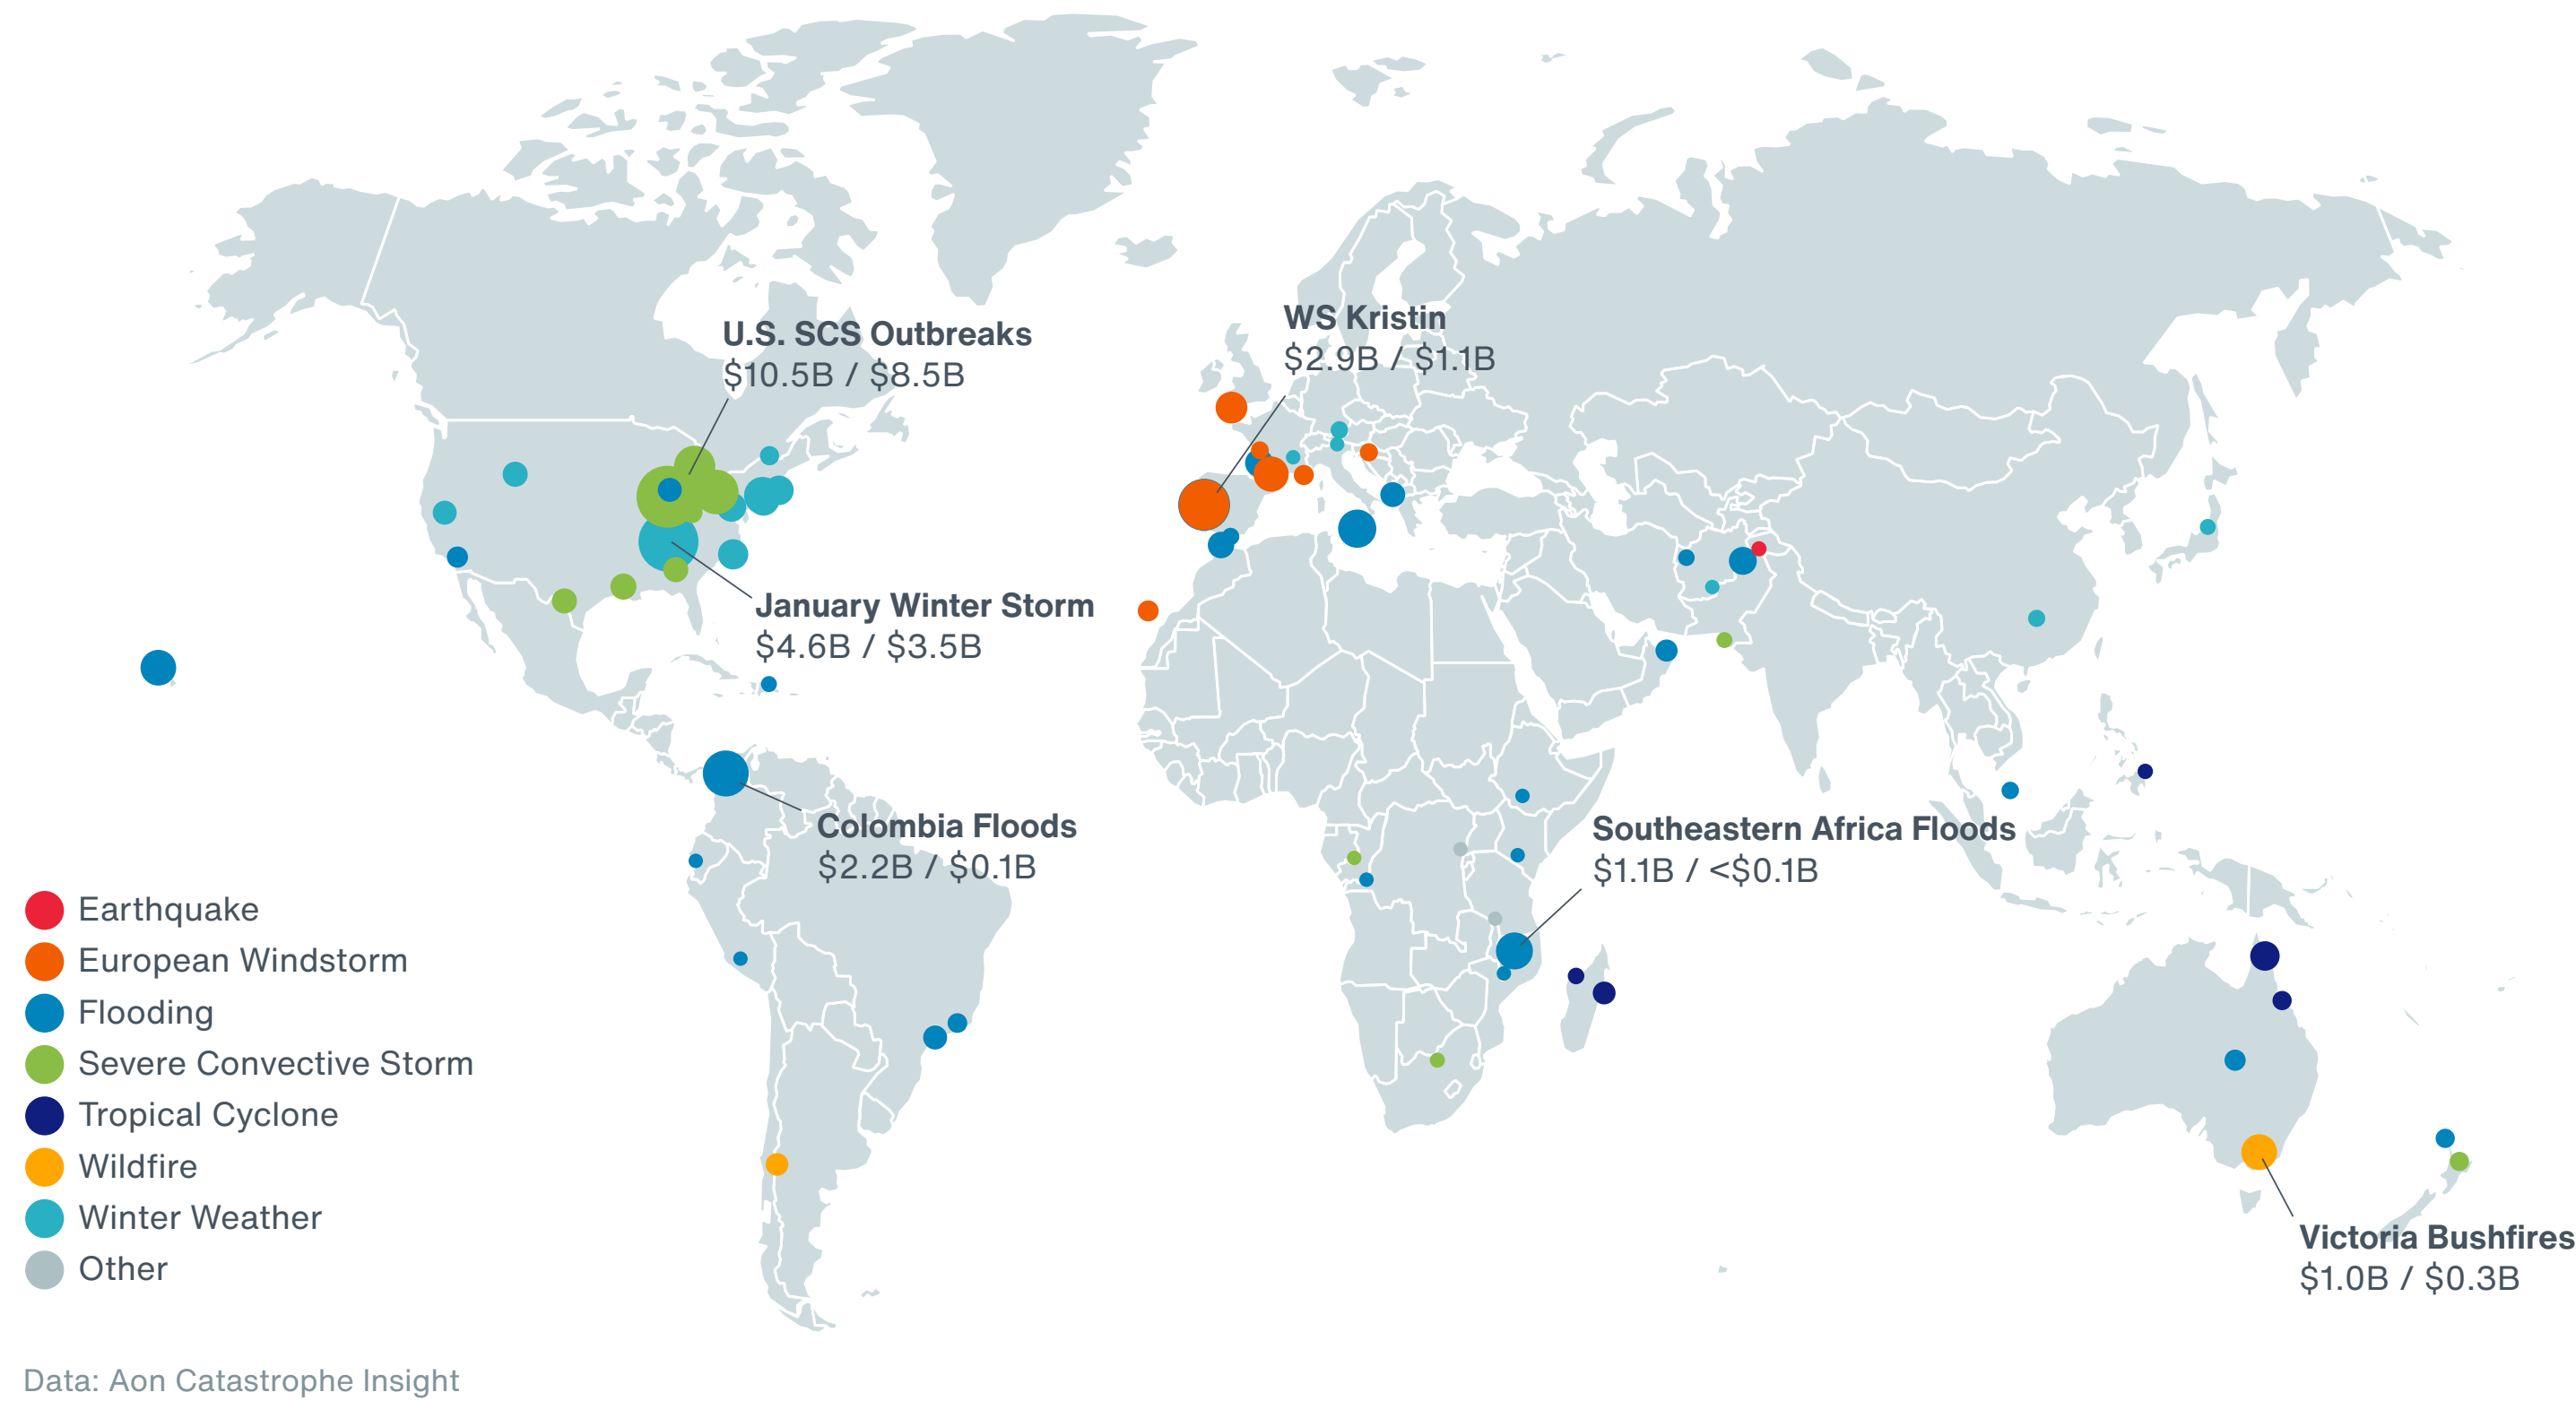 WS Kristin
$2.9B / $1.1B
U.S. SCS Outbreaks
$10.5B / $8.5B
January Winter Storm
$4.6B / $3.5B
Colombia Floods
$2.2B / $0.1B
Southeastern Africa Floods
$1.1B / <$0.1B
Earthquake
European Windstorm
Flooding
Severe Convective Storm
Tropical Cyclone
Wildfire
Winter Weather
Other
Victoria Bushfires
$1.0B / $0.3B
Data: Aon Catastrophe Insight